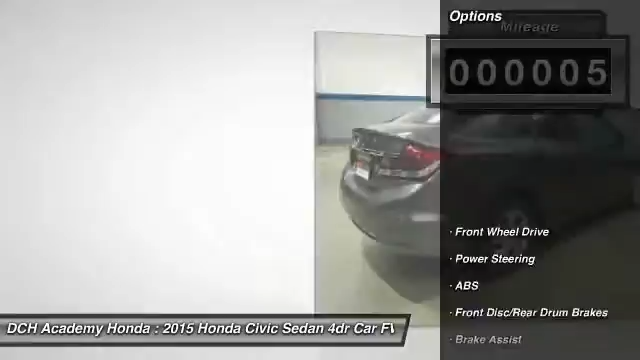 Options
Mileage
000005
· Front Wheel Drive
· Power Steering
· ABS
· Front Disc/Rear Drum Brakes
· Brake Assist
DCH Academy Honda : 2015 Honda Civic Sedan 4dr Car F